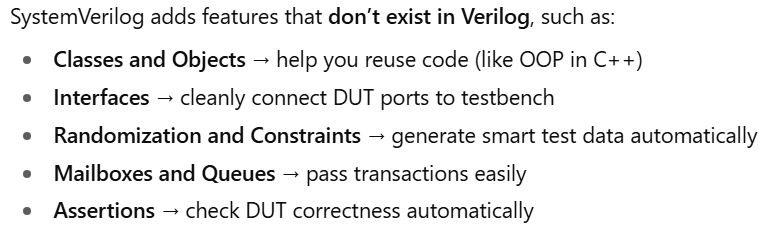 SystemVerilog adds features that don’t exist in Verilog, such as:
• Classes and Objects → help you reuse code (like OOP in C++)
• Interfaces → cleanly connect DUT ports to testbench
• Randomization and Constraints → generate smart test data automatically
• Mailboxes and Queues → pass transactions easily
• Assertions → check DUT correctness automatically